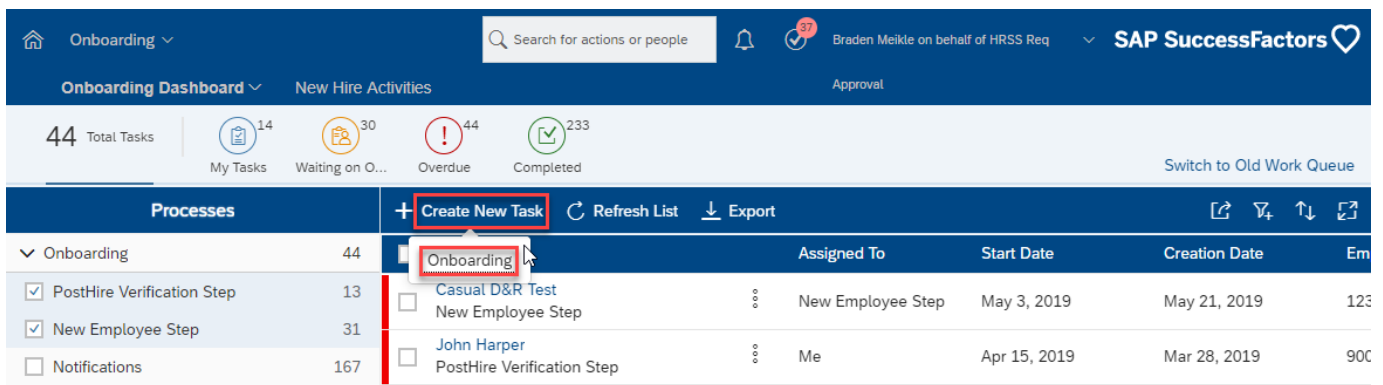 Onboarding
Search for actions or people
37
Braden Meikle on behalf of HRSS Req
Approval
SAP SuccessFactors
Onboarding Dashboard
New Hire Activities
44 Total Tasks
14
My Tasks
30
Waiting on O...
44
Overdue
233
Completed
Switch to Old Work Queue
Processes
Create New Task
Refresh List
Export
Onboarding 44
Onboarding
Assigned To
Start Date
Creation Date
Em
PostHire Verification Step 13
New Employee Step 31
Notifications 167
Casual D&R Test
New Employee Step
New Employee Step
May 3, 2019
May 21, 2019
123
John Harper
PostHire Verification Step
Me
Apr 15, 2019
Mar 28, 2019
900